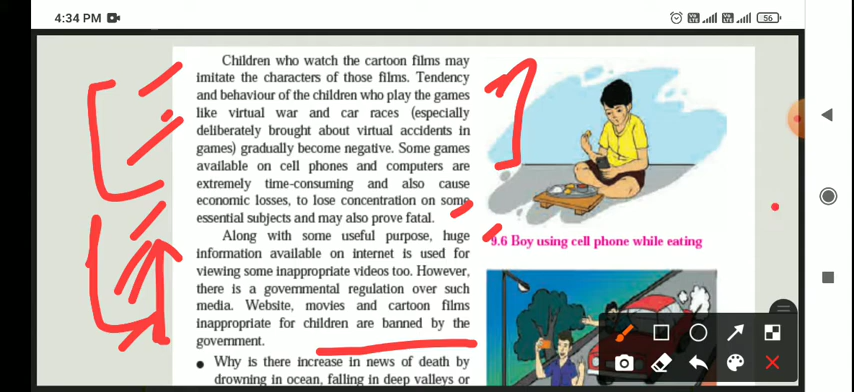 4:34 PM
56
Children who watch the cartoon films may
imitate the characters of those films. Tendency
and behaviour of the children who play the games
like virtual war and car races (especially
deliberately brought about virtual accidents in
games) gradually become negative. Some games
available on cell phones and computers are
extremely time-consuming and also cause
economic losses, to lose concentration on some
essential subjects and may also prove fatal.
Along with some useful purpose, huge
information available on internet is used for
viewing some inappropriate videos too. However,
there is a governmental regulation over such
media. Website, movies and cartoon films
inappropriate for children are banned by the
government.
● Why is there increase in news of death by
drowning in ocean, falling in deep valleys or
9.6 Boy using cell phone while eating